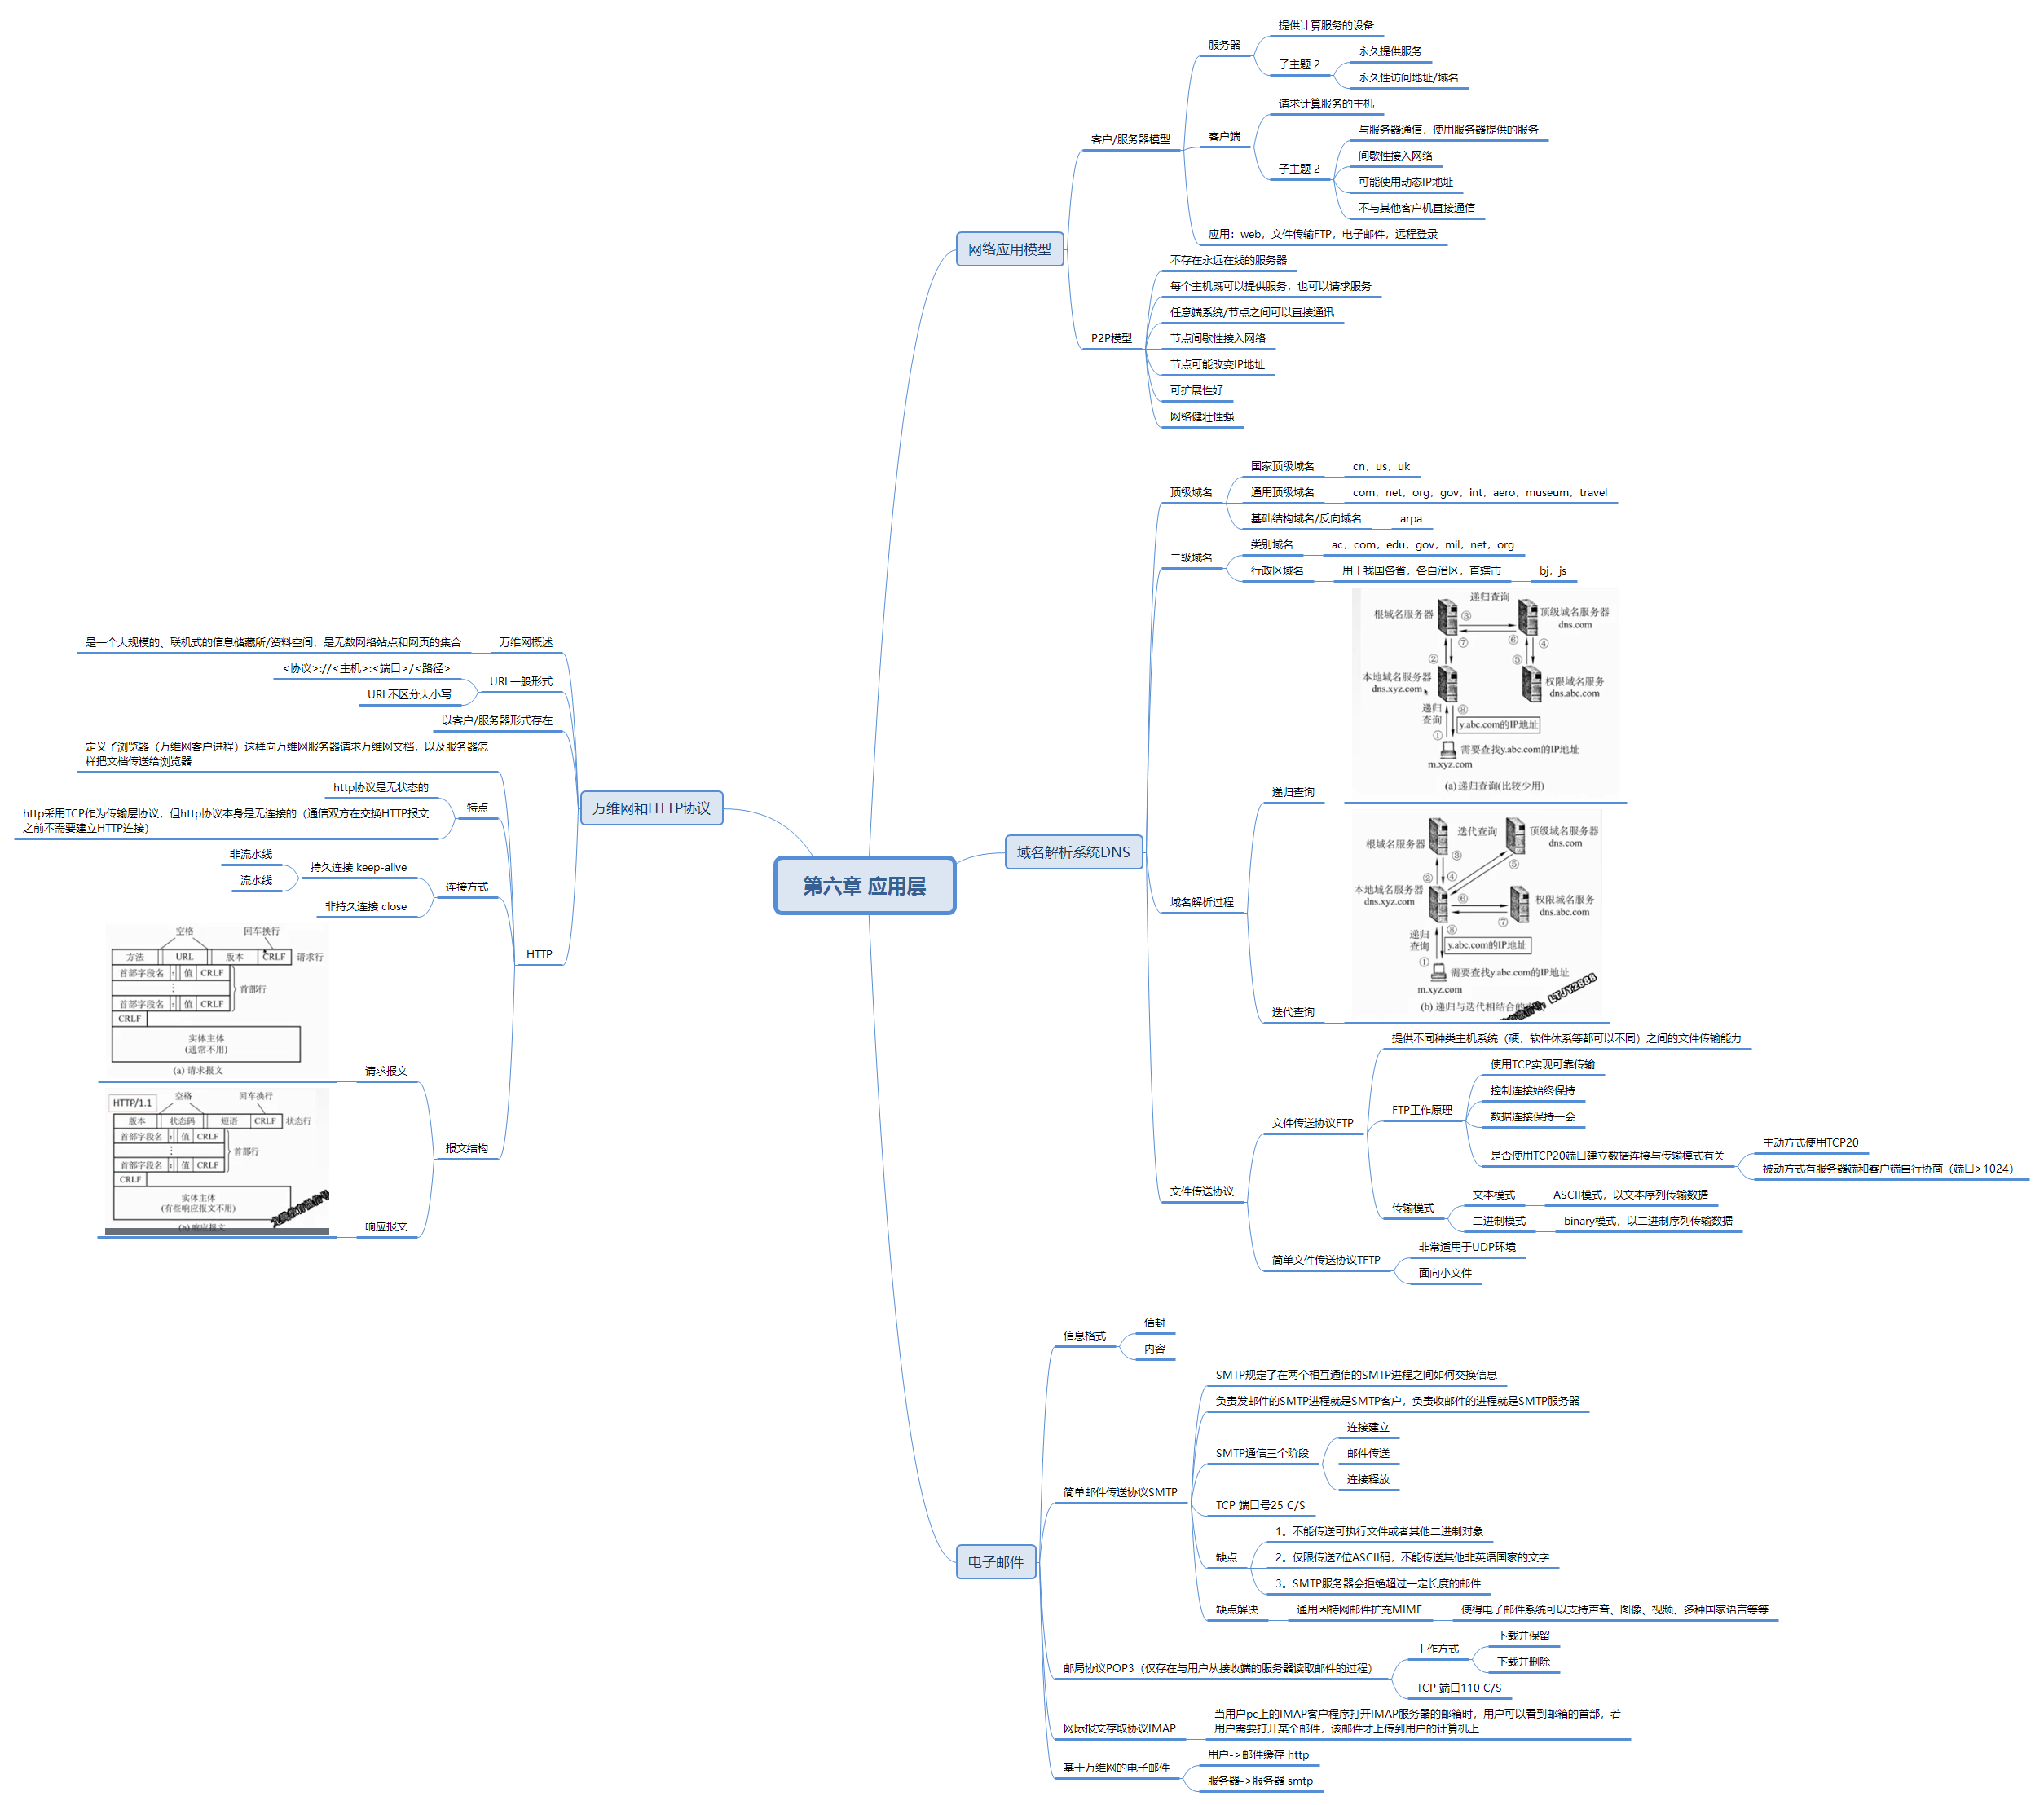 第六章 应用层
网络应用模型
客户/服务器模型
服务器
提供计算服务的设备
子主题 2
永久提供服务
永久性访问地址/域名
客户端
请求计算服务的主机
子主题 2
与服务器通信，使用服务器提供的服务
间歇性接入网络
可能使用动态IP地址
不与其他客户机直接通信
应用：web，文件传输FTP，电子邮件，远程登录
P2P模型
不存在永远在线的服务器
每个主机既可以提供服务，也可以请求服务
任意端系统/节点之间可以直接通讯
节点间歇性接入网络
节点可能改变IP地址
可扩展性好
网络健壮性强
域名解析系统DNS
顶级域名
国家顶级域名
cn，us，uk
通用顶级域名
com，net，org，gov，int，aero，museum，travel
基础结构域名/反向域名
arpa
二级域名
类别域名
ac，com，edu，gov，mil，net，org
行政区域名
用于我国各省，各自治区，直辖市
bj，js
域名解析过程
递归查询
递归查询
根域名服务器
③
顶级域名服务器
dns.com
⑦
⑥
④
②
⑤
本地域名服务器
dns.xyz.com
权限域名服务
dns.abc.com
递归
查询
⑧
y.abc.com的IP地址
①
需要查找y.abc.com的IP地址
m.xyz.com
(a) 递归查询(比较少用)
迭代查询
迭代查询
根域名服务器
顶级域名服务器
dns.com
③
⑤
②
④
本地域名服务器
dns.xyz.com
⑥
权限域名服务
dns.abc.com
⑦
递归
查询
⑧
y.abc.com的IP地址
①
需要查找y.abc.com的IP地址
m.xyz.com
(b) 递归与迭代相结合的
LTJY2888
文件传送协议
文件传送协议FTP
提供不同种类主机系统（硬，软件体系等都可以不同）之间的文件传输能力
FTP工作原理
使用TCP实现可靠传输
控制连接始终保持
数据连接保持一会
是否使用TCP20端口建立数据连接与传输模式有关
主动方式使用TCP20
被动方式有服务器端和客户端自行协商（端口>1024）
传输模式
文本模式
ASCII模式，以文本序列传输数据
二进制模式
binary模式，以二进制序列传输数据
简单文件传送协议TFTP
非常适用于UDP环境
面向小文件
电子邮件
信息格式
信封
内容
简单邮件传送协议SMTP
SMTP规定了在两个相互通信的SMTP进程之间如何交换信息
负责发邮件的SMTP进程就是SMTP客户，负责收邮件的进程就是SMTP服务器
SMTP通信三个阶段
连接建立
邮件传送
连接释放
TCP 端口号25 C/S
缺点
1。不能传送可执行文件或者其他二进制对象
2。仅限传送7位ASCII码，不能传送其他非英语国家的文字
3。SMTP服务器会拒绝超过一定长度的邮件
缺点解决
通用因特网邮件扩充MIME
使得电子邮件系统可以支持声音、图像、视频、多种国家语言等等
邮局协议POP3（仅存在与用户从接收端的服务器读取邮件的过程）
工作方式
下载并保留
下载并删除
TCP 端口110 C/S
网际报文存取协议IMAP
当用户pc上的IMAP客户程序打开IMAP服务器的邮箱时，用户可以看到邮箱的首部，若
用户需要打开某个邮件，该邮件才上传到用户的计算机上
基于万维网的电子邮件
用户->邮件缓存 http
服务器->服务器 smtp
万维网和HTTP协议
万维网概述
是一个大规模的、联机式的信息储藏所/资料空间，是无数网络站点和网页的集合
URL一般形式
<协议>://<主机>:<端口>/<路径>
URL不区分大小写
以客户/服务器形式存在
HTTP
定义了浏览器（万维网客户进程）这样向万维网服务器请求万维网文档，以及服务器怎
样把文档传送给浏览器
特点
http协议是无状态的
http采用TCP作为传输层协议，但http协议本身是无连接的（通信双方在交换HTTP报文
之前不需要建立HTTP连接）
连接方式
持久连接 keep-alive
非流水线
流水线
非持久连接 close
报文结构
请求报文
空格
回车换行
方法 URL 版本 CRLF 请求行
首部字段名 : 值 CRLF
⋮
首部行
首部字段名 : 值 CRLF
CRLF
实体主体
(通常不用)
(a) 请求报文
响应报文
HTTP/1.1
空格
回车换行
版本 状态码 短语 CRLF 状态行
首部字段名 : 值 CRLF
⋮
首部行
首部字段名 : 值 CRLF
CRLF
实体主体
(有些响应报文不用)
(b) 响应报文